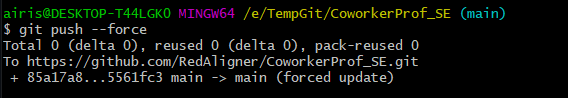 airis@DESKTOP-T44LGKO MINGW64 /e/TempGit/CoworkerProf_SE (main)
$ git push --force
Total 0 (delta 0), reused 0 (delta 0), pack-reused 0
To https://github.com/RedAligner/CoworkerProf_SE.git
 + 85a17a8...5561fc3 main -> main (forced update)